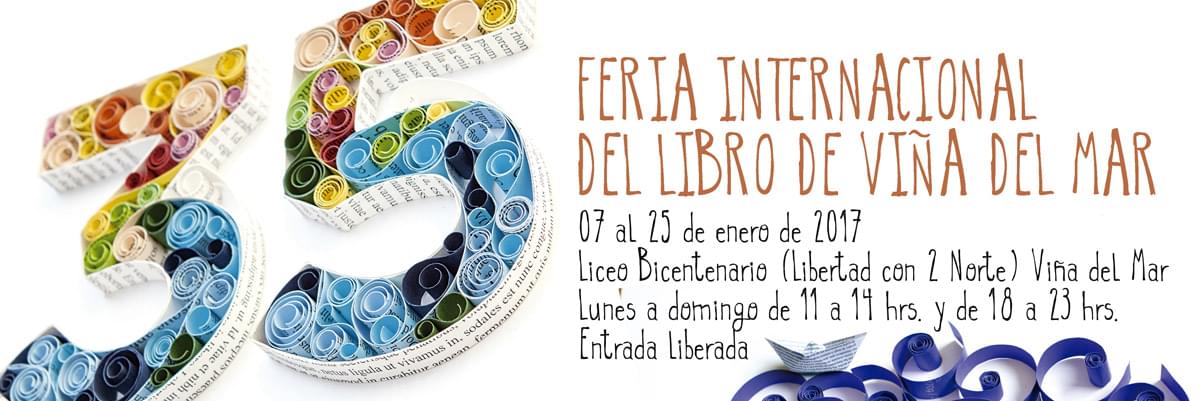 35
FERIA INTERNACIONAL
DEL LIBRO DE VIÑA DEL MAR
07 al 25 de enero de 2017
Liceo Bicentenario (Libertad con 2 Norte) Viña del Mar
Lunes a domingo de 11 a 14 hrs. y de 18 a 23 hrs.
Entrada Liberada